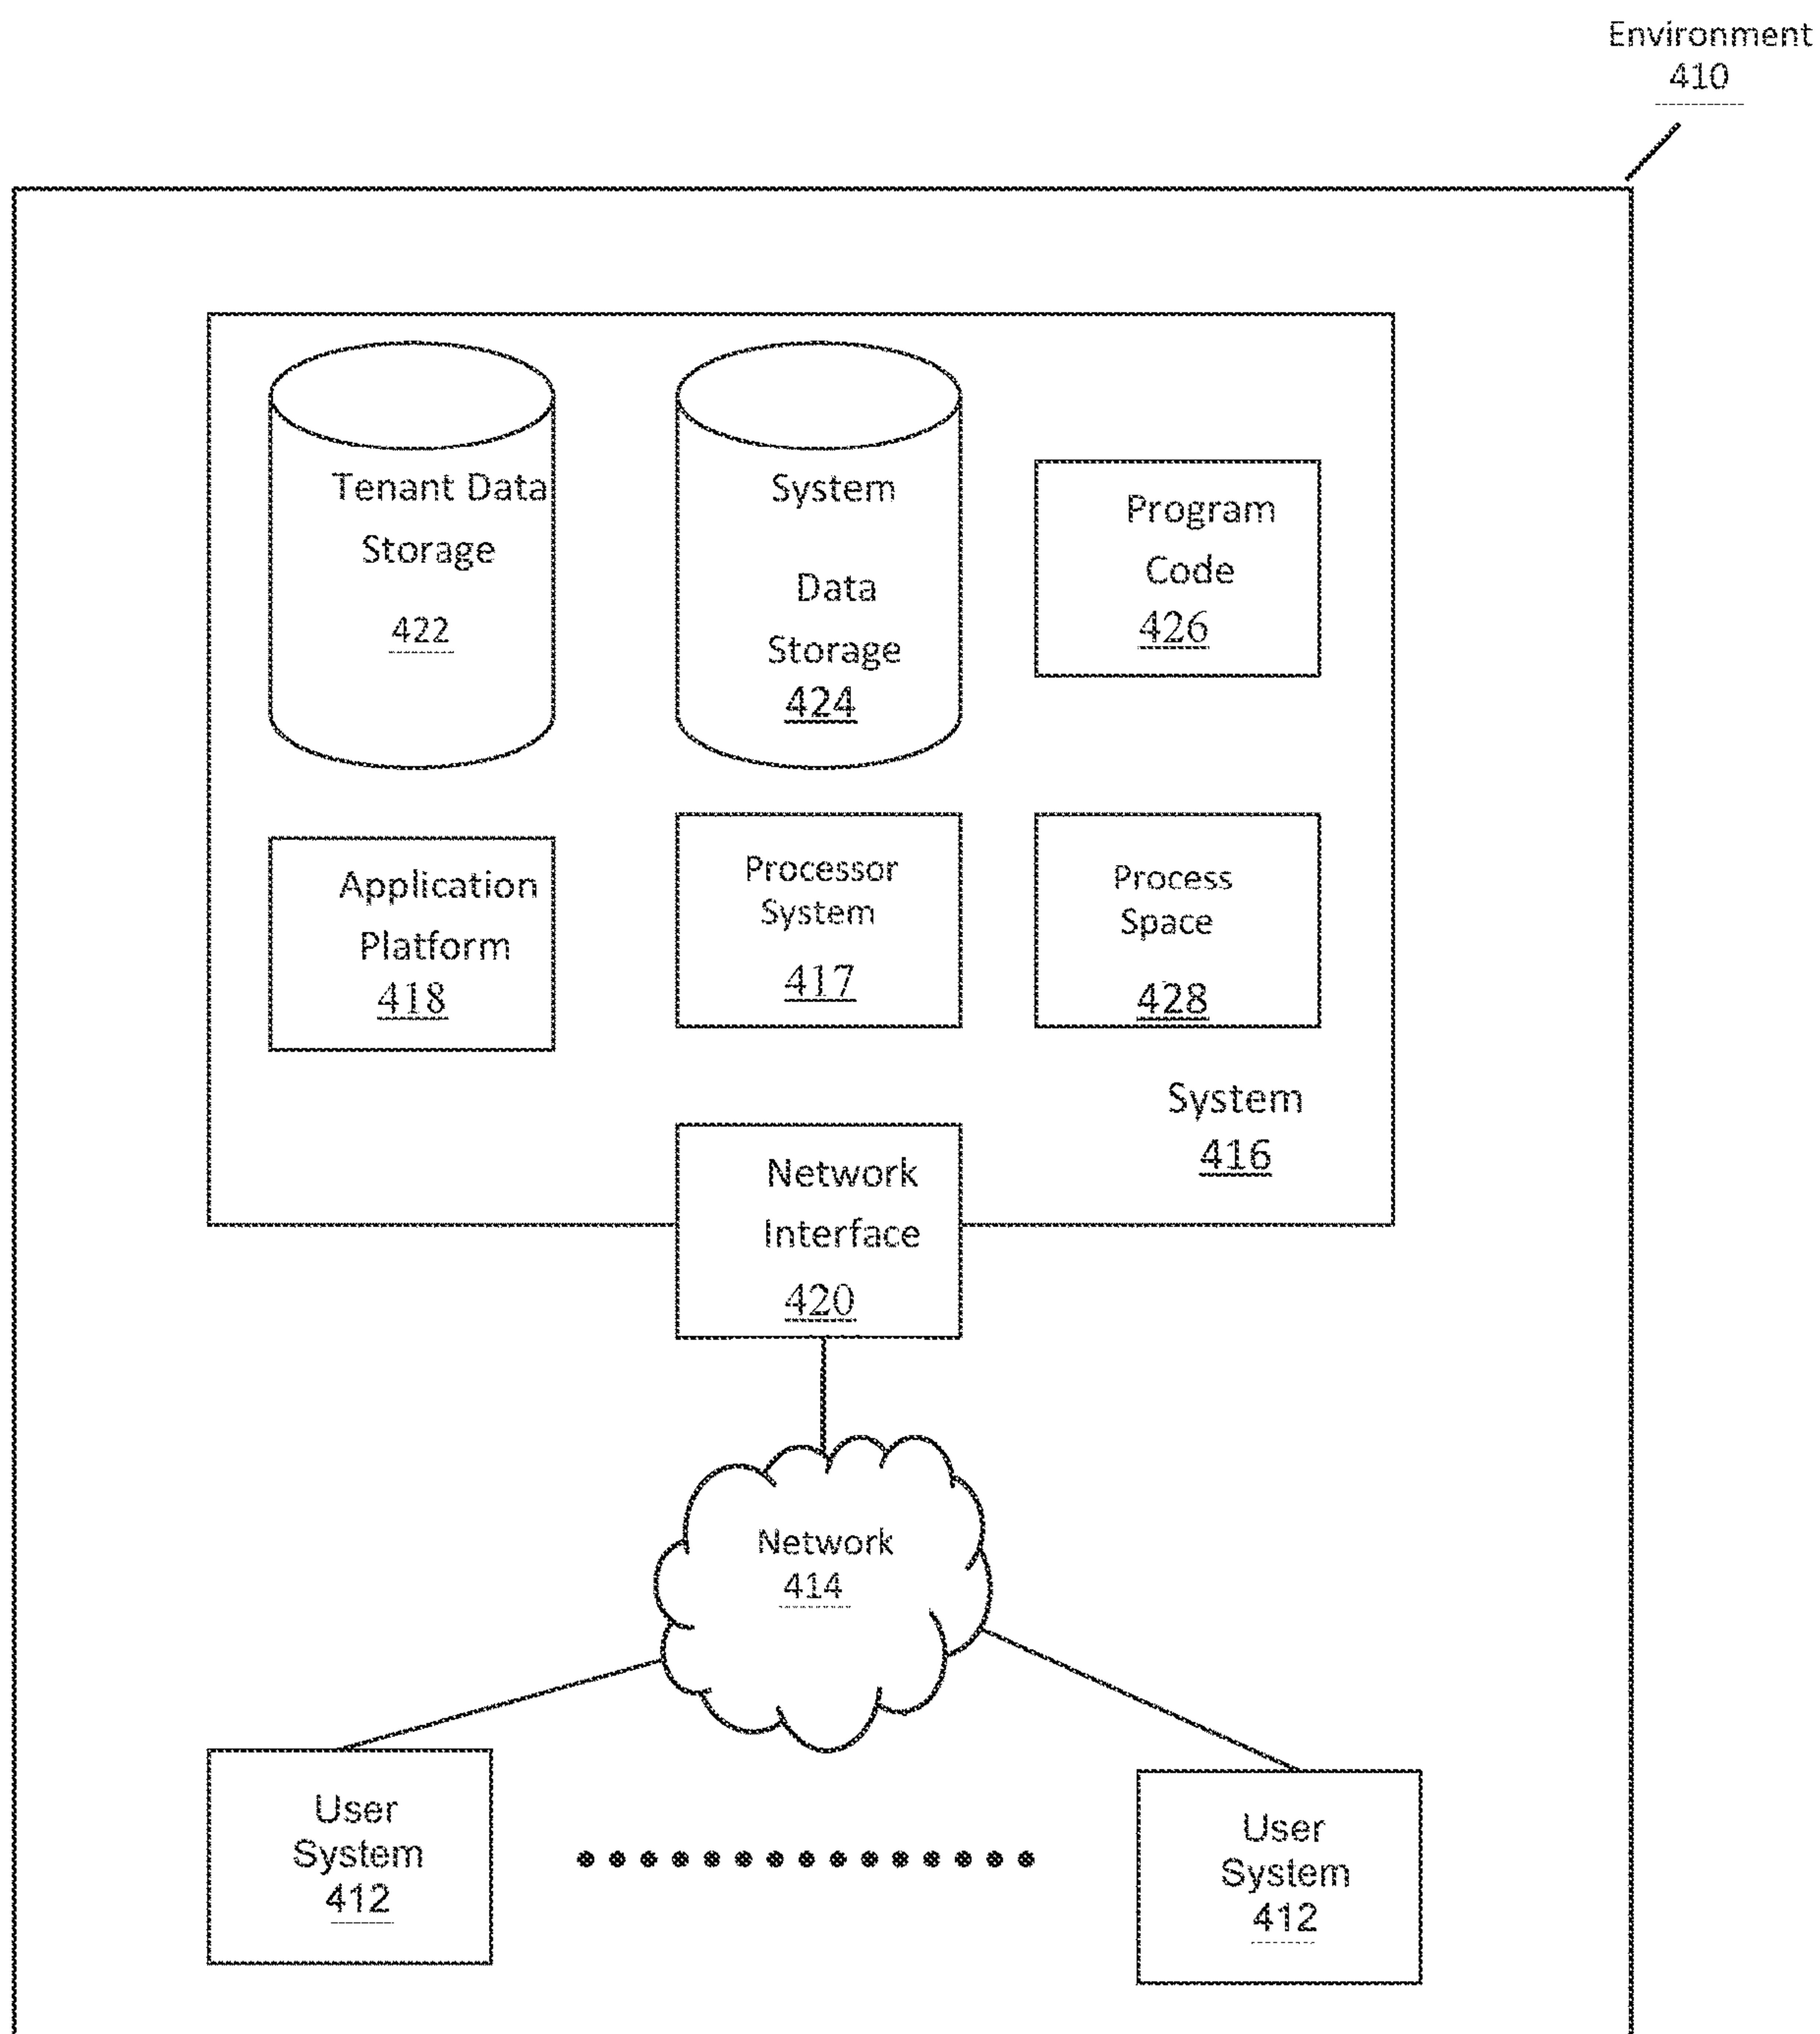 Environment
410
Tenant Data
Storage
422
System
Data
Storage
424
Program
Code
426
Application
Platform
418
Processor
System
417
Process
Space
428
System
416
Network
Interface
420
Network
414
User
System
412
User
System
412